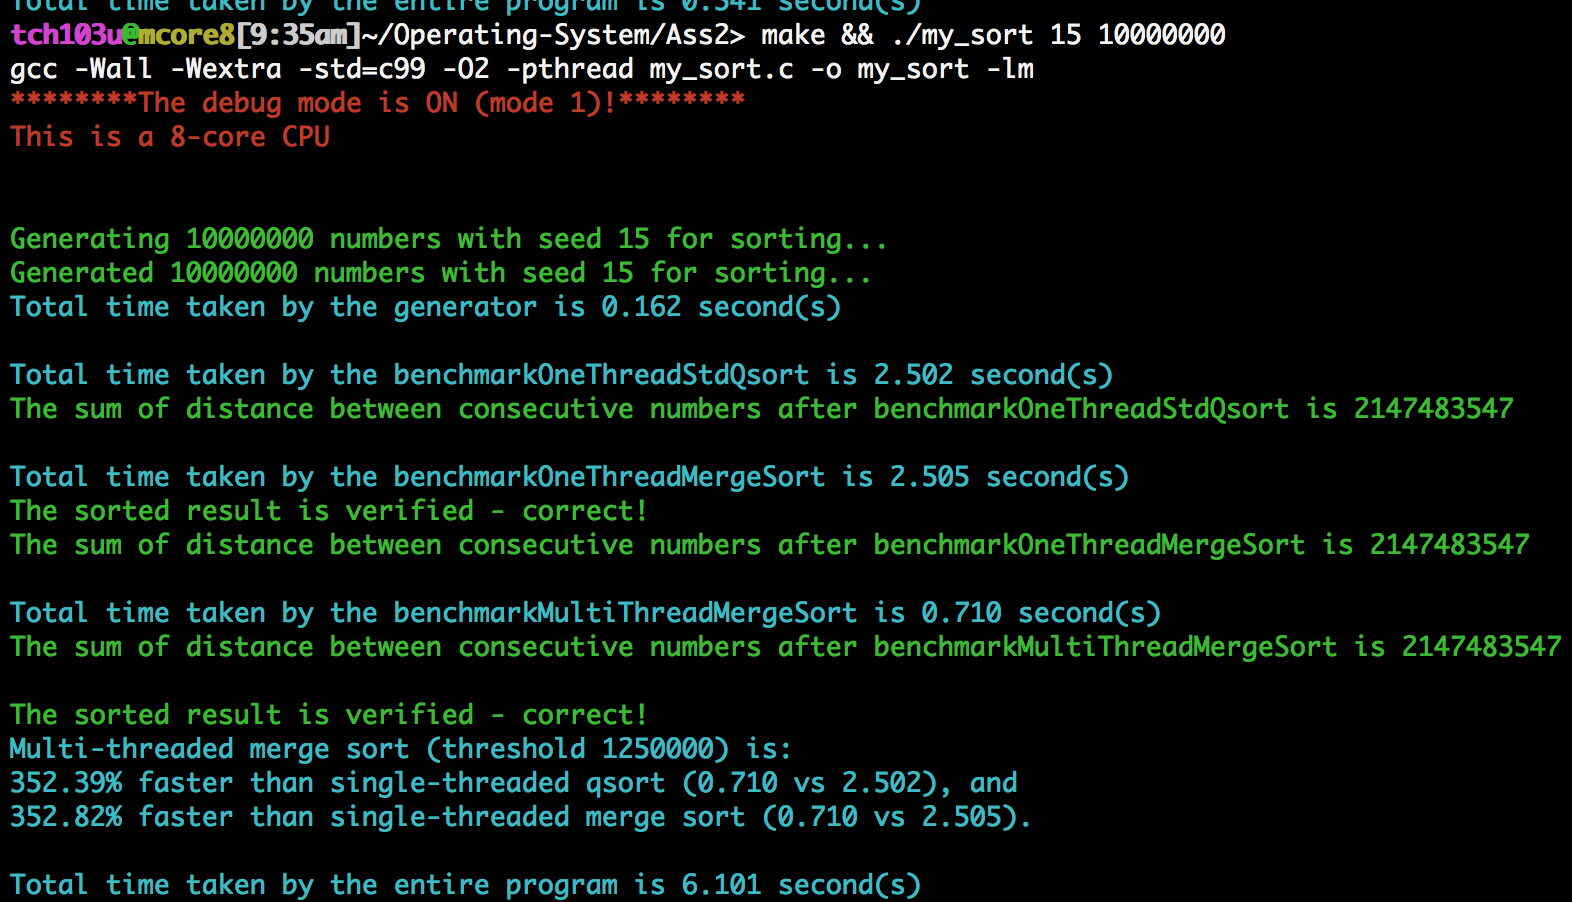 Total time taken by the entire program is 0.341 second(s)
tch103u@mcore8[9:35am]~/Operating-System/Ass2> make && ./my_sort 15 10000000
gcc -Wall -Wextra -std=c99 -O2 -pthread my_sort.c -o my_sort -lm
********The debug mode is ON (mode 1)!********
This is a 8-core CPU
Generating 10000000 numbers with seed 15 for sorting...
Generated 10000000 numbers with seed 15 for sorting...
Total time taken by the generator is 0.162 second(s)
Total time taken by the benchmarkOneThreadStdQsort is 2.502 second(s)
The sum of distance between consecutive numbers after benchmarkOneThreadStdQsort is 2147483547
Total time taken by the benchmarkOneThreadMergeSort is 2.505 second(s)
The sorted result is verified - correct!
The sum of distance between consecutive numbers after benchmarkOneThreadMergeSort is 2147483547
Total time taken by the benchmarkMultiThreadMergeSort is 0.710 second(s)
The sum of distance between consecutive numbers after benchmarkMultiThreadMergeSort is 2147483547
The sorted result is verified - correct!
Multi-threaded merge sort (threshold 1250000) is:
352.39% faster than single-threaded qsort (0.710 vs 2.502), and
352.82% faster than single-threaded merge sort (0.710 vs 2.505).
Total time taken by the entire program is 6.101 second(s)